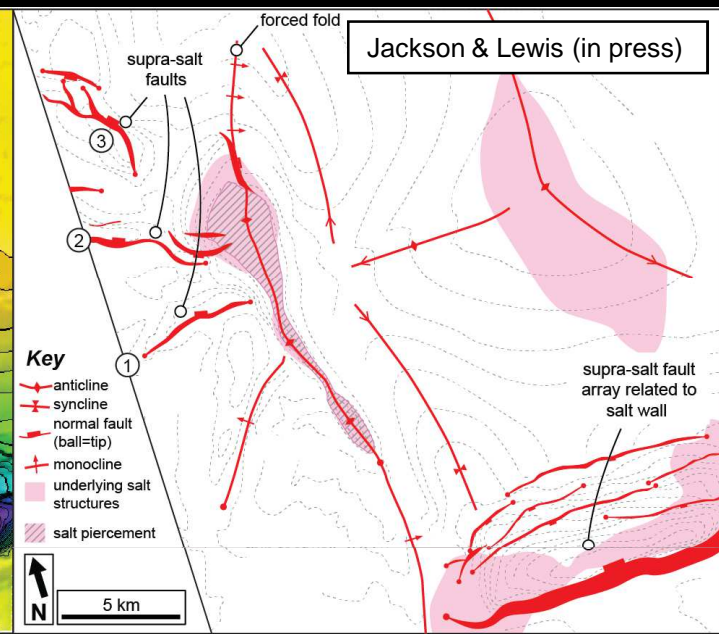 forced fold
Jackson & Lewis (in press)
supra-salt
faults
3
2
1
Key
anticline
syncline
normal fault
(ball=tip)
monocline
underlying salt
structures
salt piercement
supra-salt fault
array related to
salt wall
N
5 km